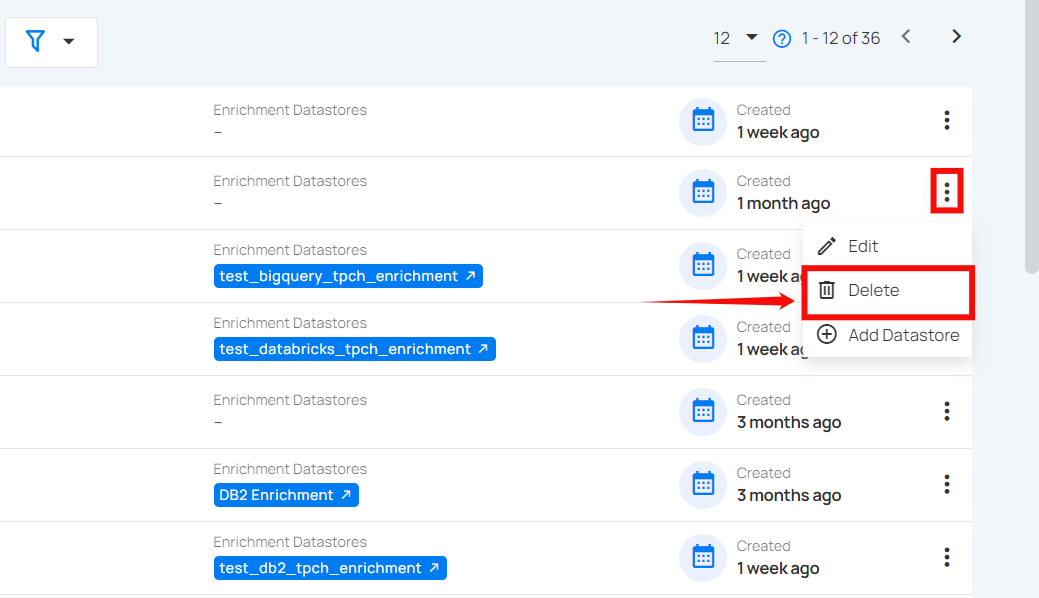 12 1 - 12 of 36
Enrichment Datastores Created
– 1 week ago
Enrichment Datastores Created
– 1 month ago
Edit
Enrichment Datastores Created
test_bigquery_tpch_enrichment 1 week
Delete
Enrichment Datastores Created
Add Datastore
test_databricks_tpch_enrichment 1 week
Enrichment Datastores Created
– 3 months ago
Enrichment Datastores Created
DB2 Enrichment 3 months ago
Enrichment Datastores Created
test_db2_tpch_enrichment 1 week ago